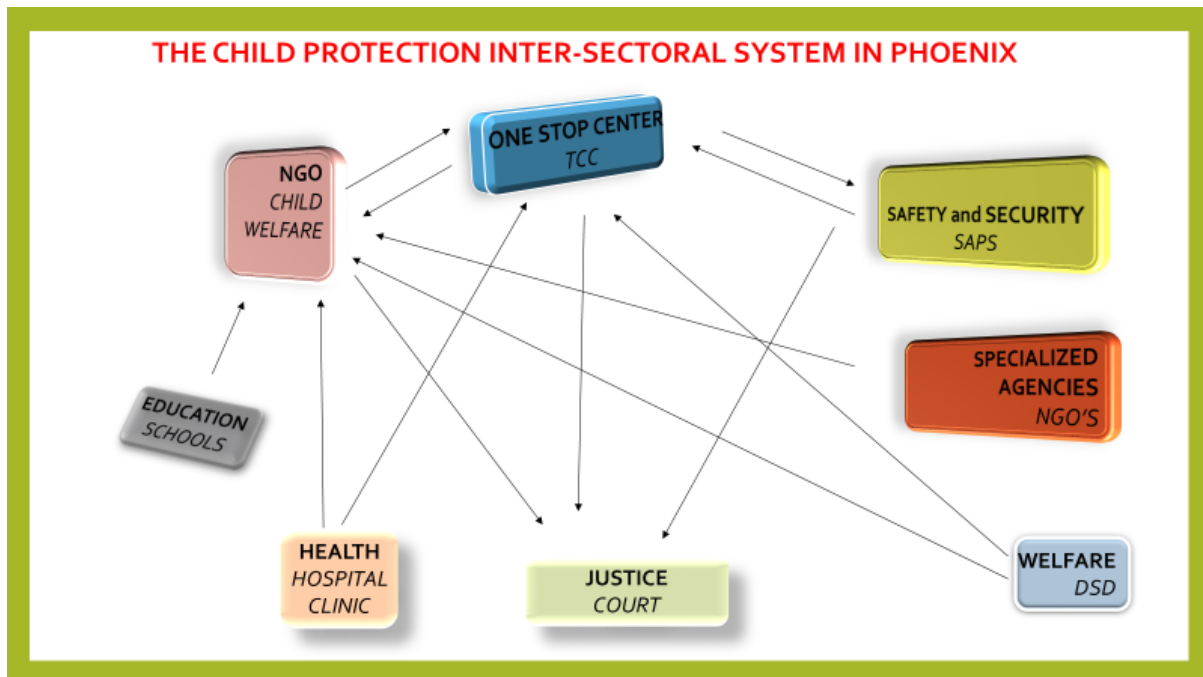 THE CHILD PROTECTION INTER-SECTORAL SYSTEM IN PHOENIX
ONE STOP CENTER
TCC
NGO
CHILD
WELFARE
SAFETY and SECURITY
SAPS
SPECIALIZED
AGENCIES
NGO'S
EDUCATION
SCHOOLS
HEALTH
HOSPITAL
CLINIC
JUSTICE
COURT
WELFARE
DSD